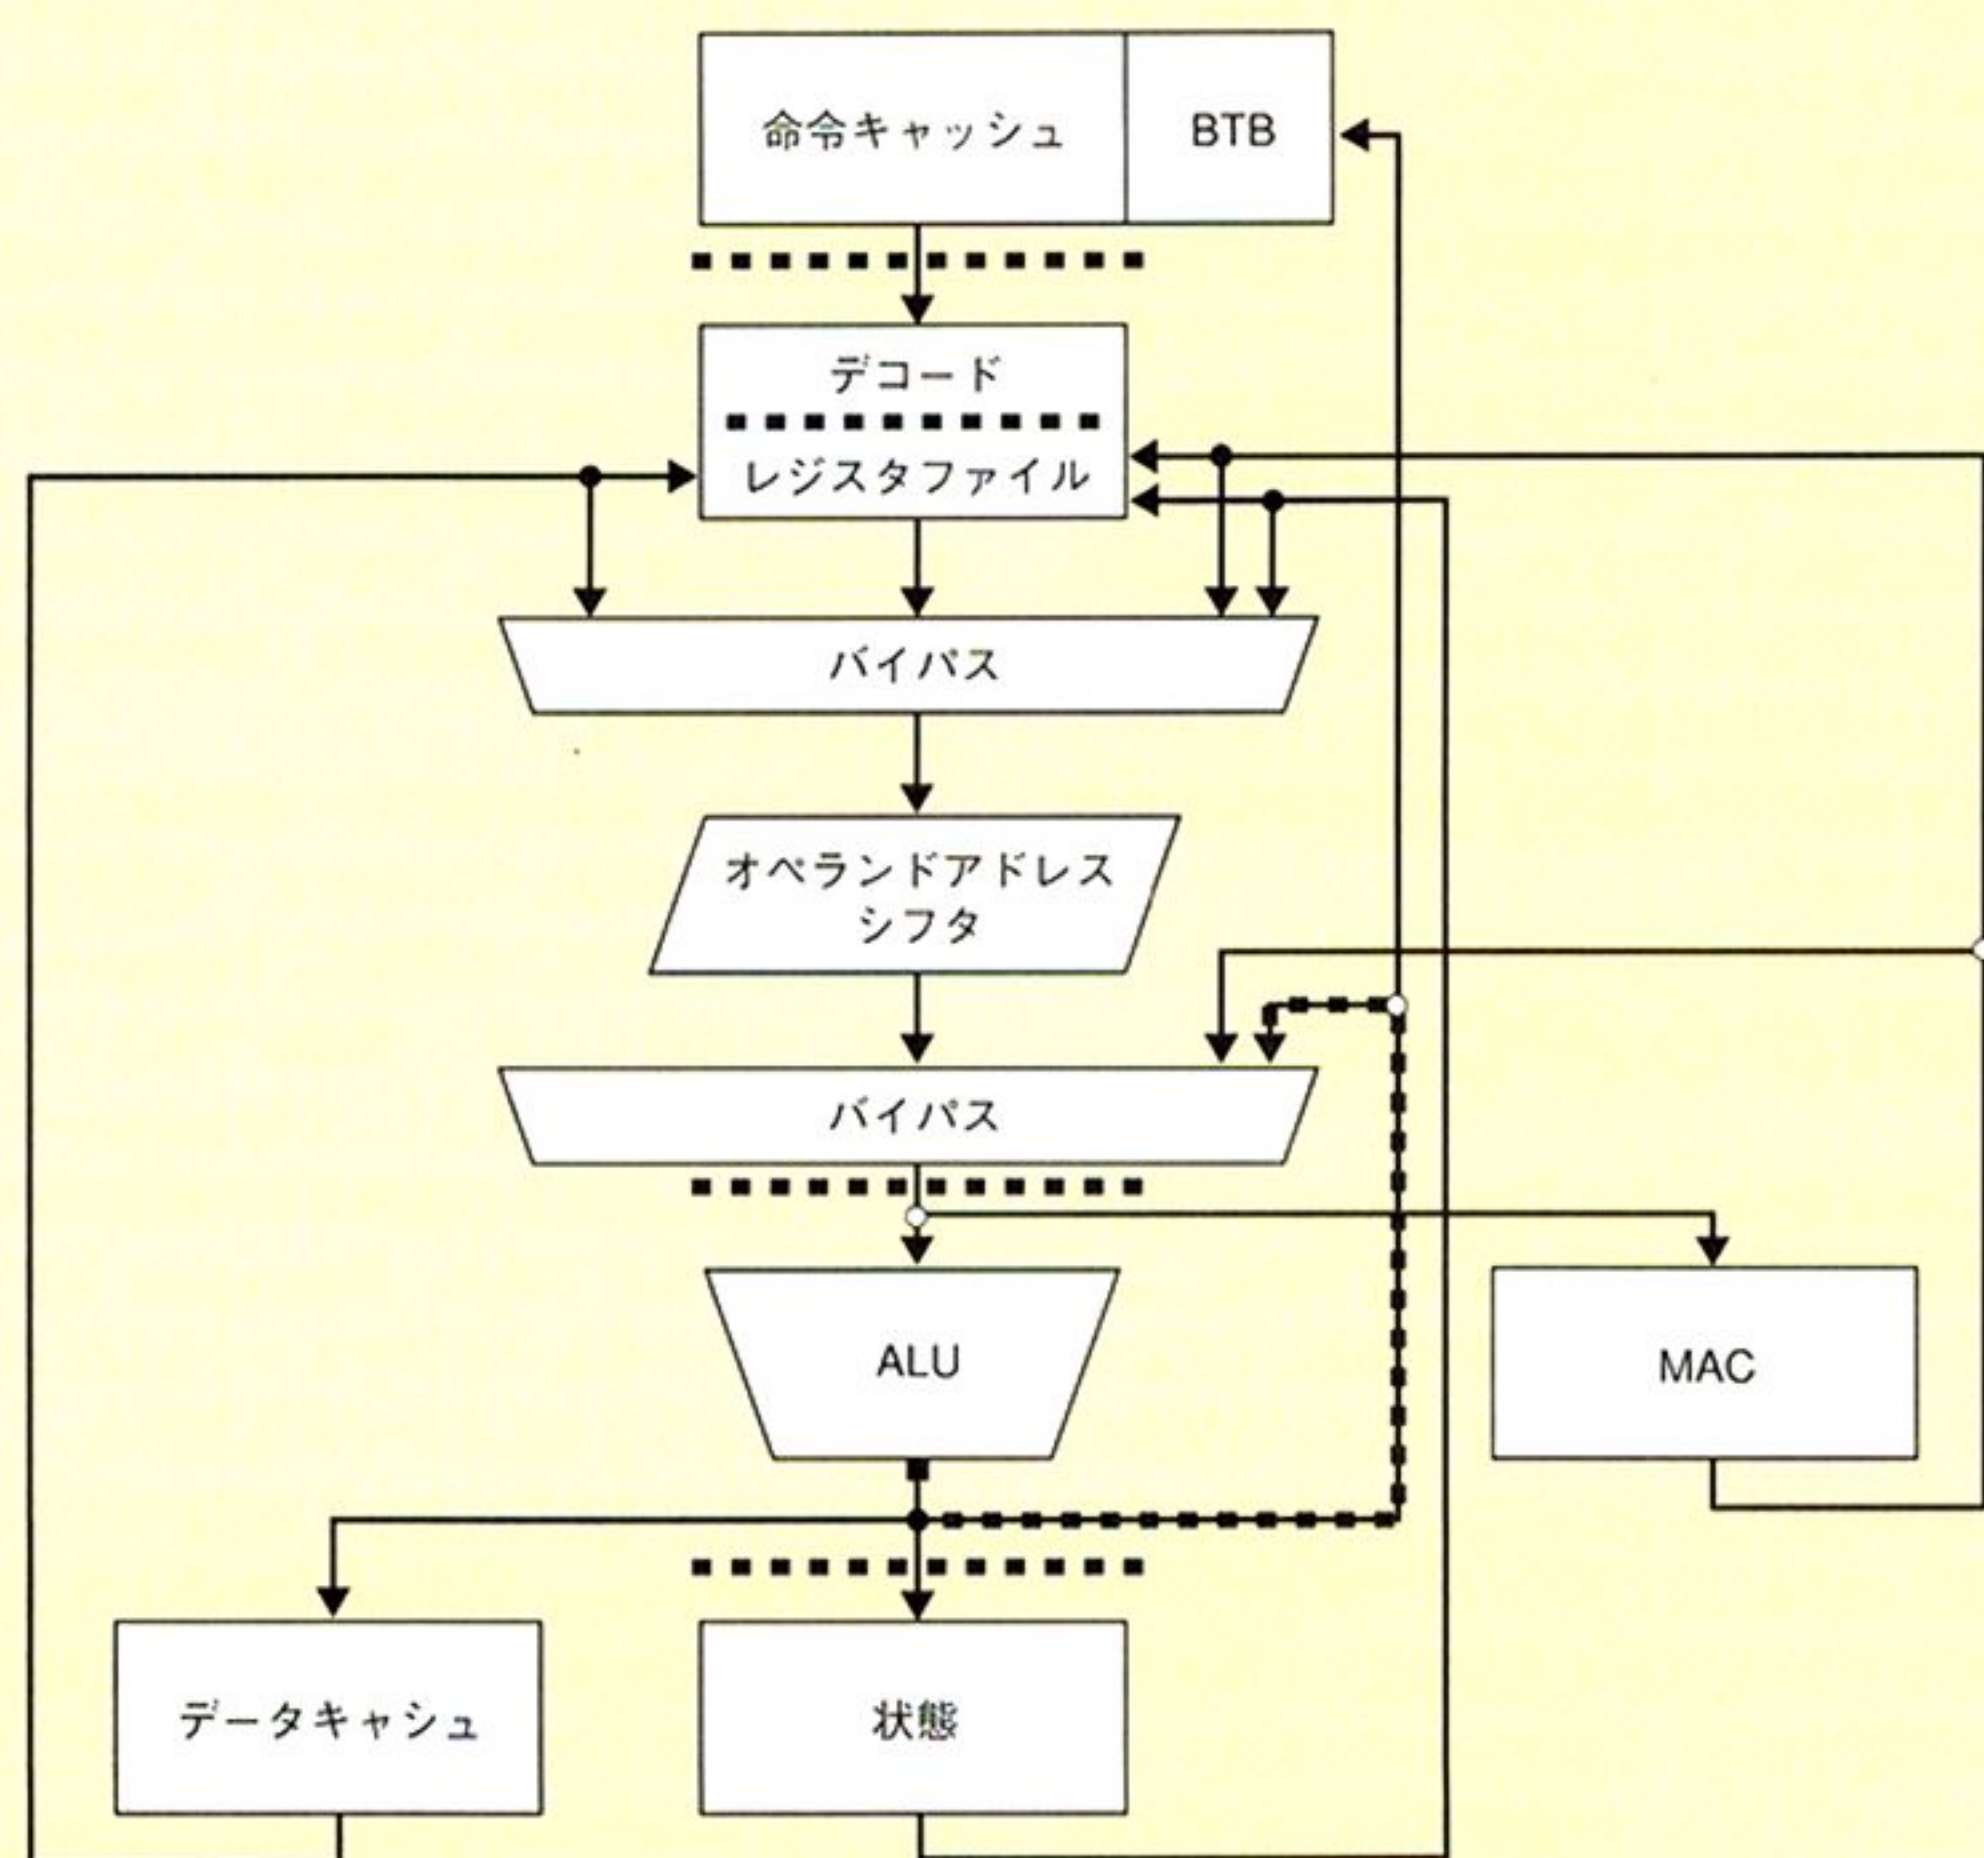 命令キャッシュ
BTB
デコード
レジスタファイル
バイパス
オペランドアドレス
シフタ
バイパス
ALU
MAC
データキャシュ
状態